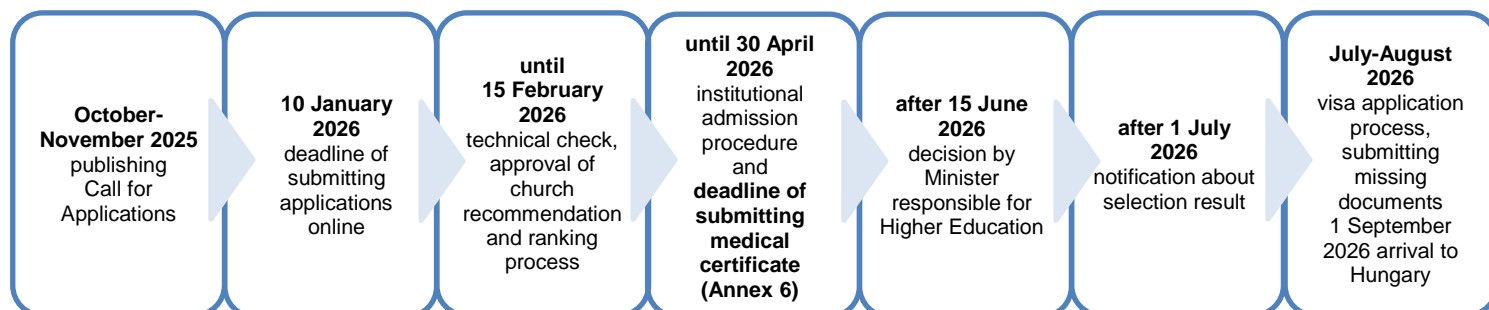 October-
November 2025
publishing
Call for
Applications
10 January
2026
deadline of
submitting
applications
online
until
15 February
2026
technical check,
approval of
church
recommendation
and ranking
process
until 30 April
2026
institutional
admission
procedure
and
deadline of
submitting
medical
certificate
(Annex 6)
after 15 June
2026
decision by
Minister
responsible for
Higher Education
after 1 July
2026
notification about
selection result
July-August
2026
visa application
process,
submitting
missing
documents
1 September
2026 arrival to
Hungary